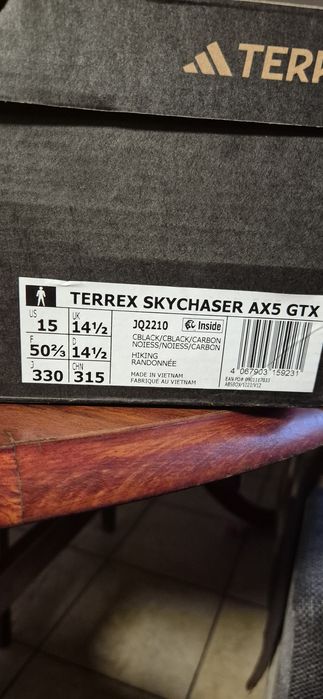 TERR
TERREX SKYCHASER AX5 GTX
US 15 UK 14½
F 50⅔ D 14½
J 330 CHN 315
JQ2210 Inside
CBLACK/CBLACK/CARBON
NOIESS/NOIESS/CARBON
HIKING
RANDONNÉE
MADE IN VIETNAM
FABRIQUÉ AU VIETNAM
4 067903 159231